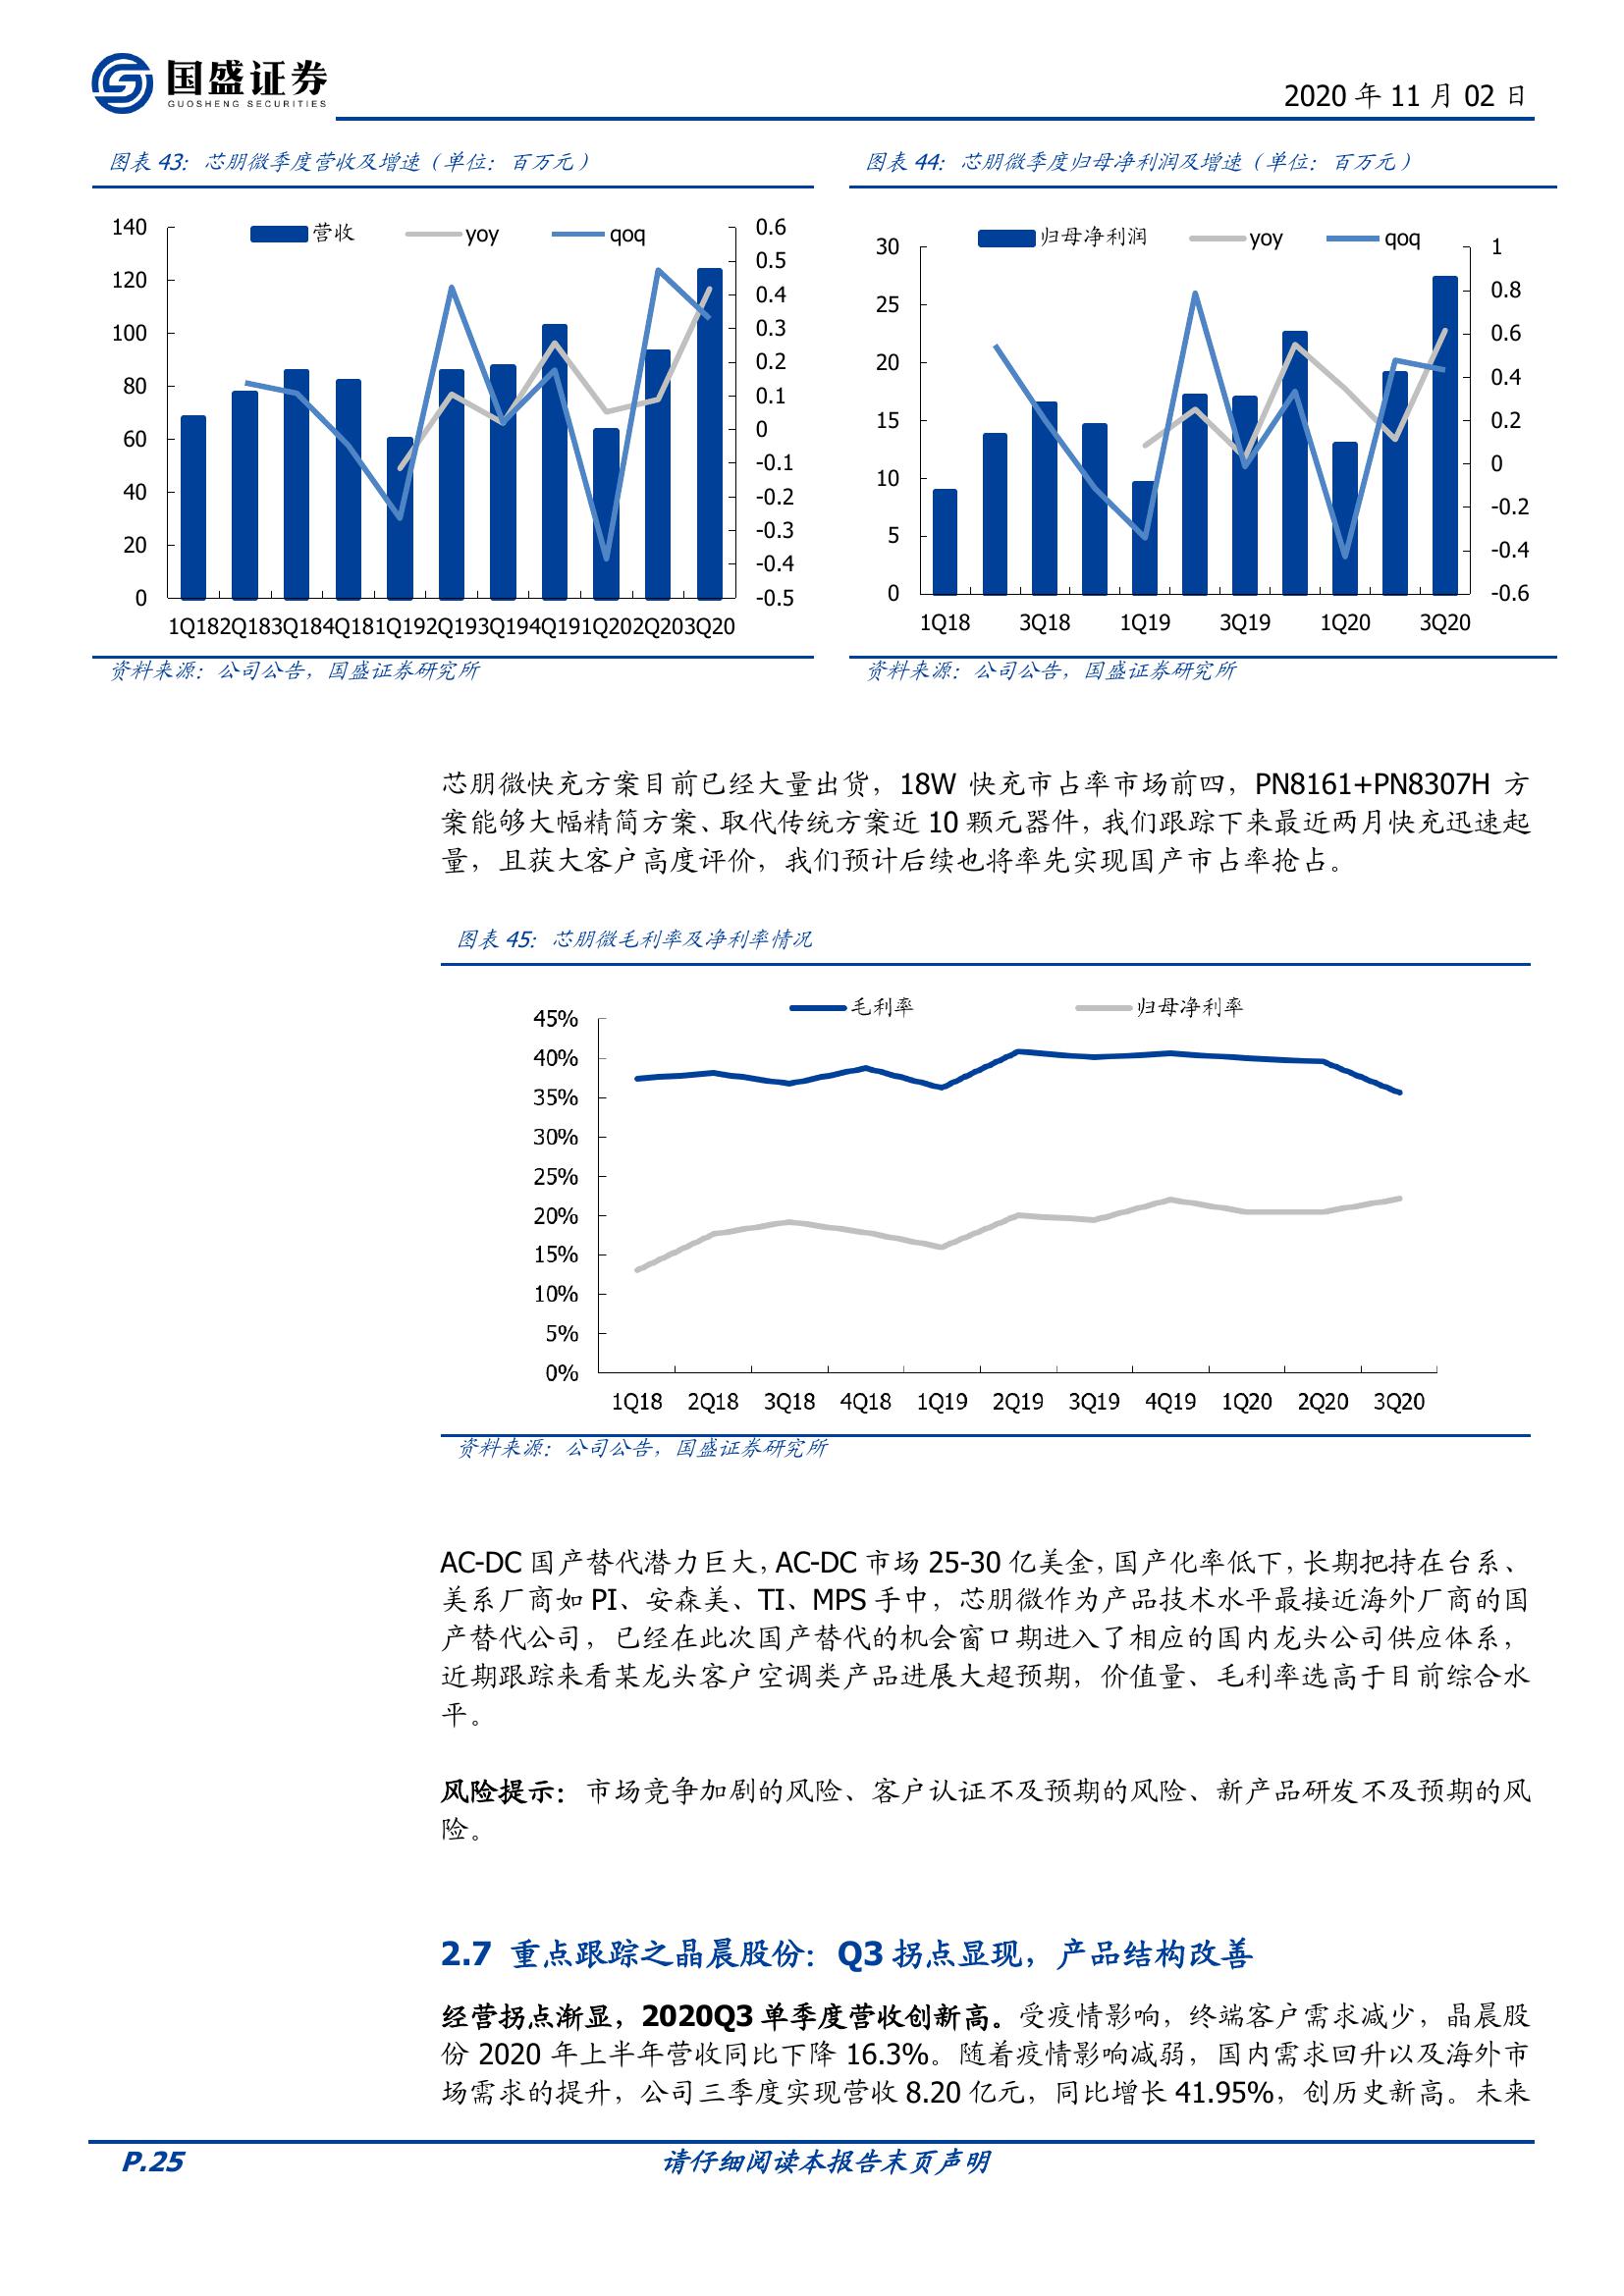 国盛证券
GUOSHENG SECURITIES
2020 年 11 月 02 日
图表 43：芯朋微季度营收及增速（单位：百万元）
营收 yoy qoq
140
120
100
80
60
40
20
0
0.6
0.5
0.4
0.3
0.2
0.1
0
-0.1
-0.2
-0.3
-0.4
-0.5
1Q18 2Q18 3Q18 4Q18 1Q19 2Q19 3Q19 4Q19 1Q20 2Q20 3Q20
资料来源：公司公告，国盛证券研究所
图表 44：芯朋微季度归母净利润及增速（单位：百万元）
归母净利润 yoy qoq
30
25
20
15
10
5
0
1
0.8
0.6
0.4
0.2
0
-0.2
-0.4
-0.6
1Q18 3Q18 1Q19 3Q19 1Q20 3Q20
资料来源：公司公告，国盛证券研究所
芯朋微快充方案目前已经大量出货，18W 快充市占率市场前四，PN8161+PN8307H 方
案能够大幅精简方案、取代传统方案近 10 颗元器件，我们跟踪下来最近两月快充迅速起
量，且获大客户高度评价，我们预计后续也将率先实现国产市占率抢占。
图表 45：芯朋微毛利率及净利率情况
毛利率 归母净利率
45%
40%
35%
30%
25%
20%
15%
10%
5%
0%
1Q18 2Q18 3Q18 4Q18 1Q19 2Q19 3Q19 4Q19 1Q20 2Q20 3Q20
资料来源：公司公告，国盛证券研究所
AC-DC 国产替代潜力巨大，AC-DC 市场 25-30 亿美金，国产化率低下，长期把持在台系、
美系厂商如 PI、安森美、TI、MPS 手中，芯朋微作为产品技术水平最接近海外厂商的国
产替代公司，已经在此次国产替代的机会窗口期进入了相应的国内龙头公司供应体系，
近期跟踪来看某龙头客户空调类产品进展大超预期，价值量、毛利率选高于目前综合水
平。
风险提示：市场竞争加剧的风险、客户认证不及预期的风险、新产品研发不及预期的风
险。
2.7 重点跟踪之晶晨股份：Q3 拐点显现，产品结构改善
经营拐点渐显，2020Q3 单季度营收创新高。受疫情影响，终端客户需求减少，晶晨股
份 2020 年上半年营收同比下降 16.3%。随着疫情影响减弱，国内需求回升以及海外市
场需求的提升，公司三季度实现营收 8.20 亿元，同比增长 41.95%，创历史新高。未来
P.25
请仔细阅读本报告末页声明